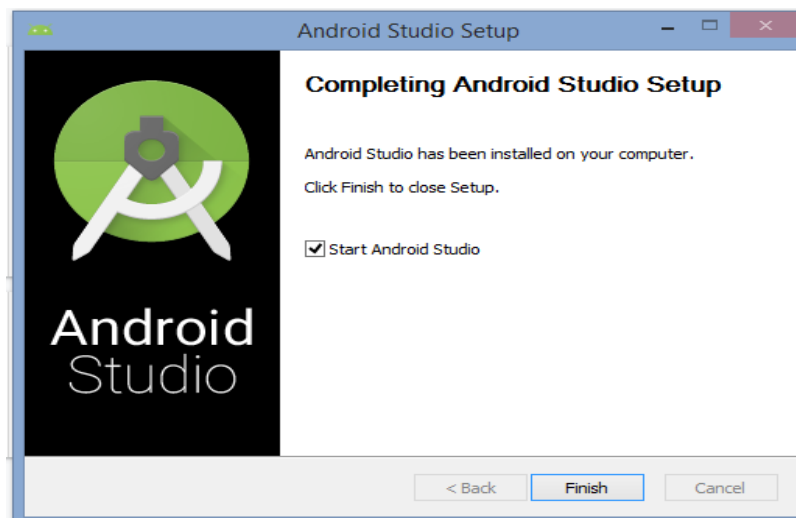 Android Studio Setup
Completing Android Studio Setup
Android Studio has been installed on your computer.
Click Finish to close Setup.
Start Android Studio
Android
Studio
< Back
Finish
Cancel